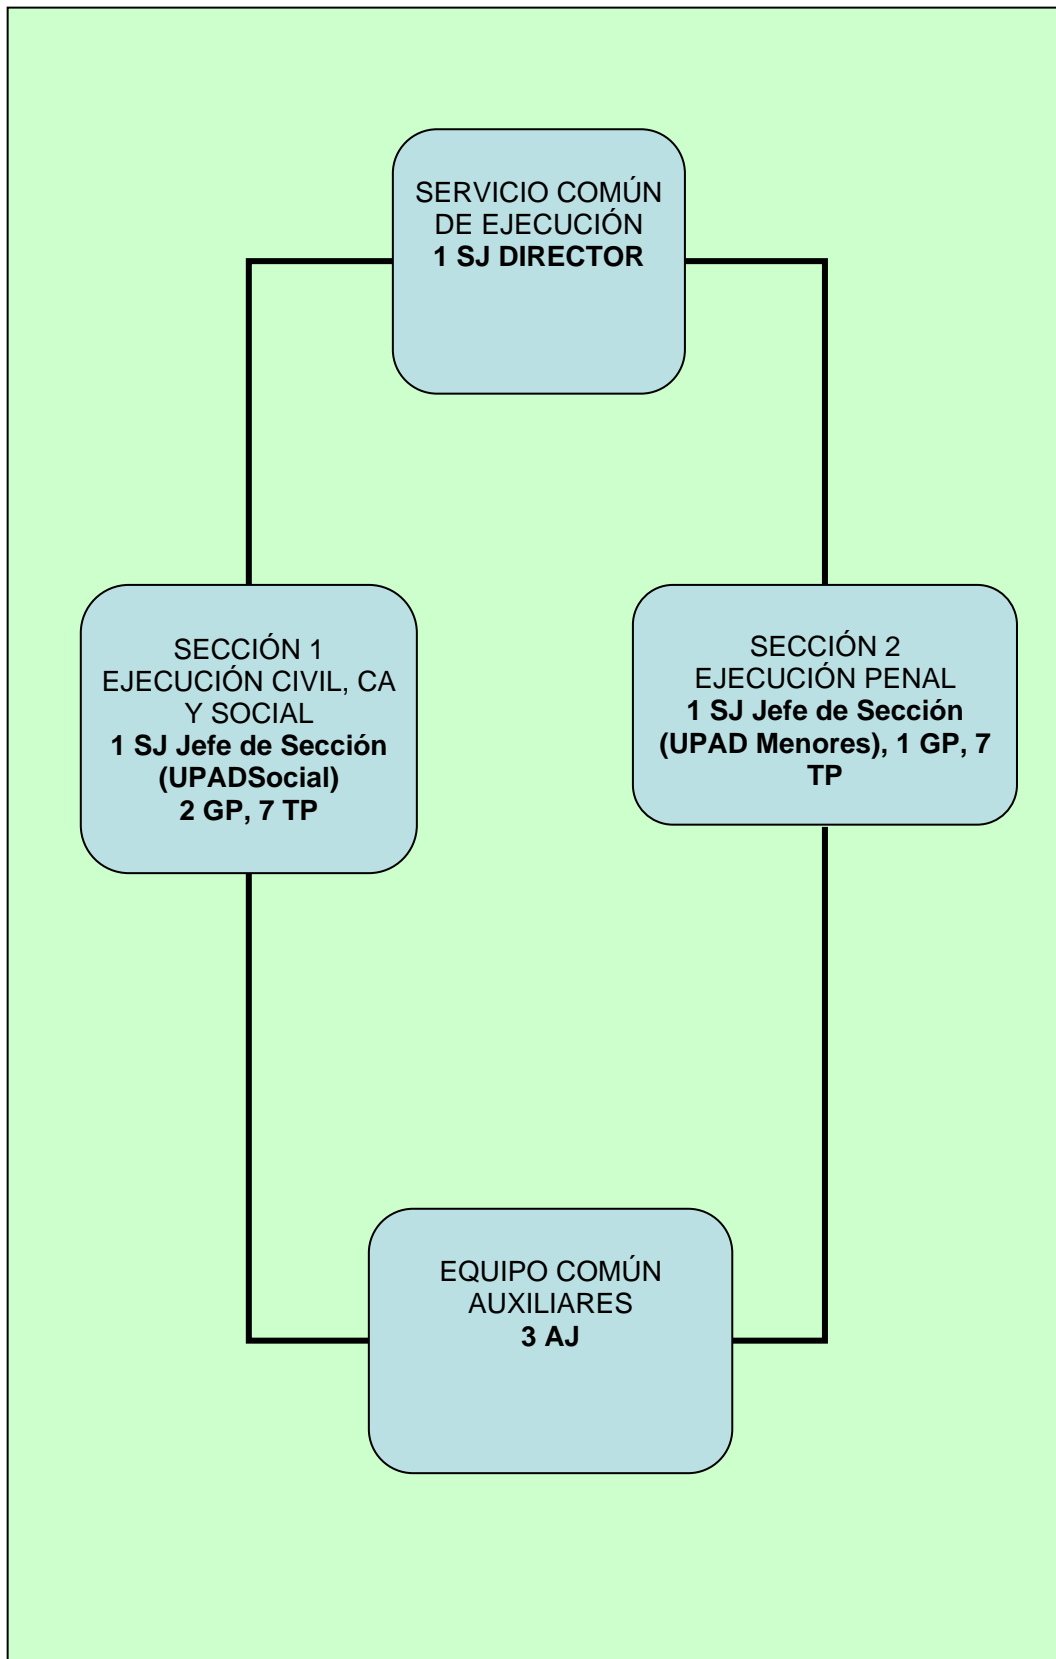 SERVICIO COMÚN
DE EJECUCIÓN
1 SJ DIRECTOR
SECCIÓN 1
EJECUCIÓN CIVIL, CA
Y SOCIAL
1 SJ Jefe de Sección
(UPADSocial)
2 GP, 7 TP
SECCIÓN 2
EJECUCIÓN PENAL
1 SJ Jefe de Sección
(UPAD Menores), 1 GP, 7
TP
EQUIPO COMÚN
AUXILIARES
3 AJ